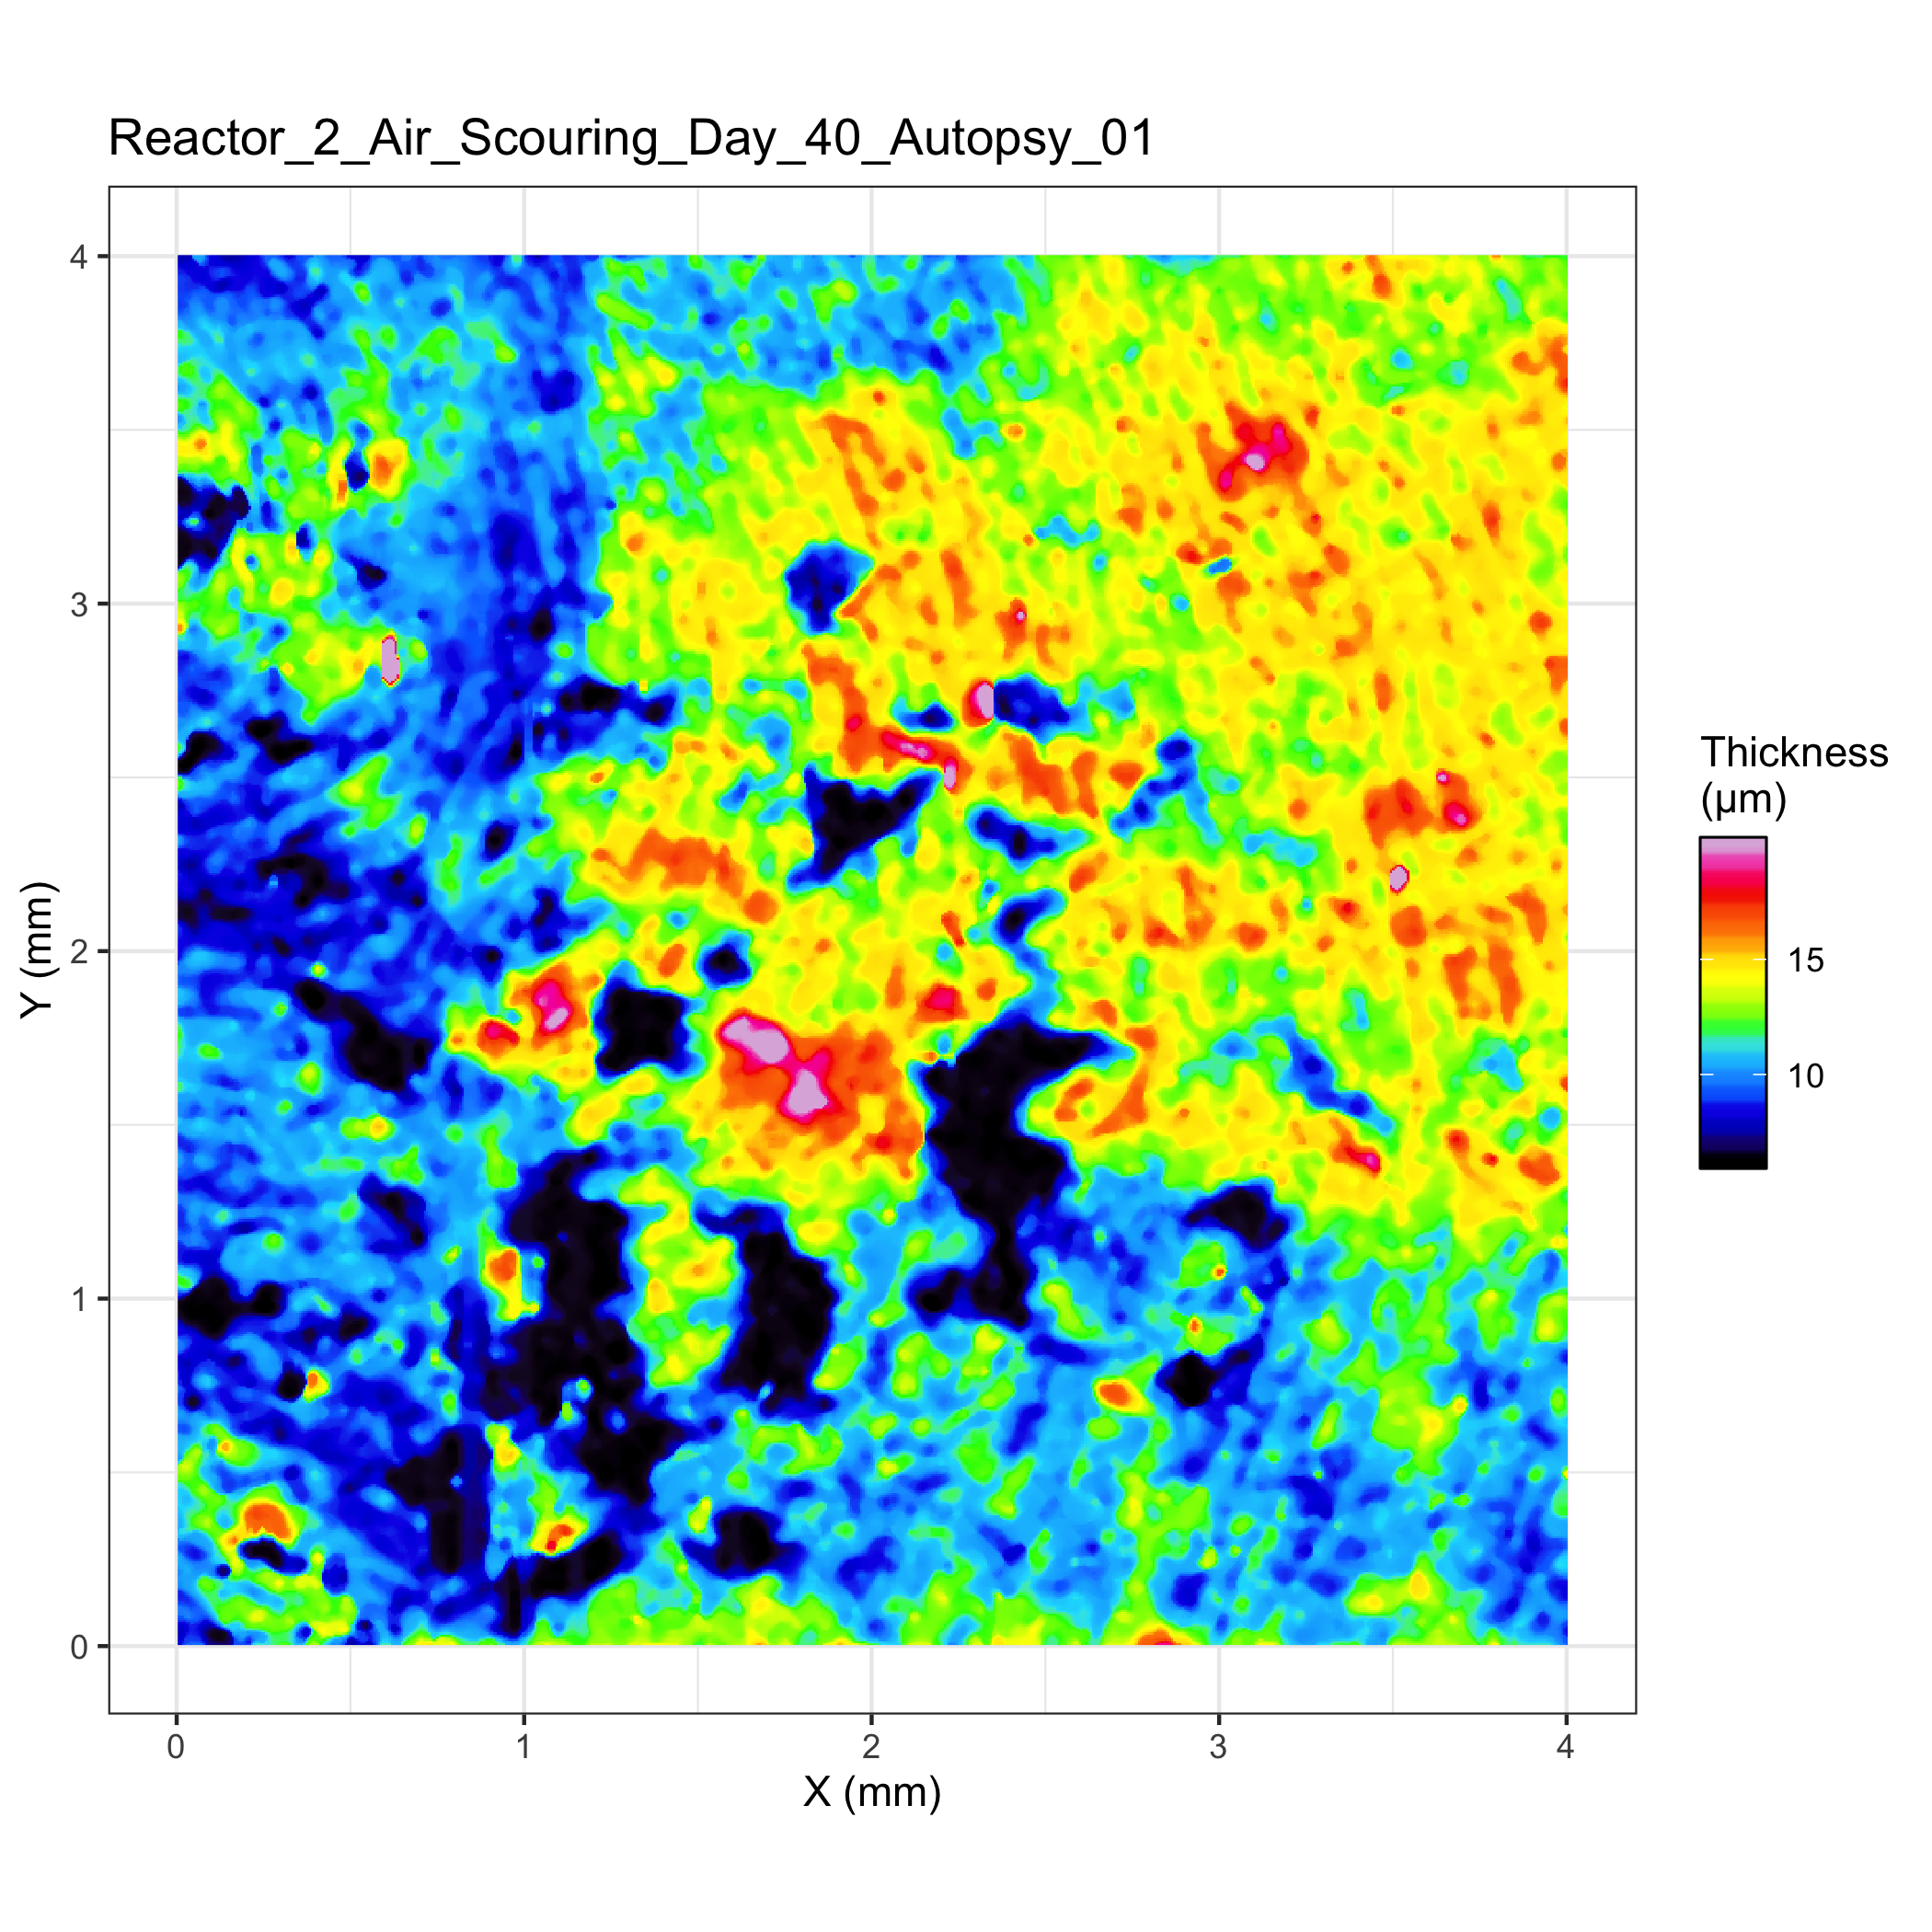 Reactor_2_Air_Scouring_Day_40_Autopsy_01
4
3
2
1
0
Y (mm)
0 1 2 3 4
X (mm)
Thickness
(μm)
15
10